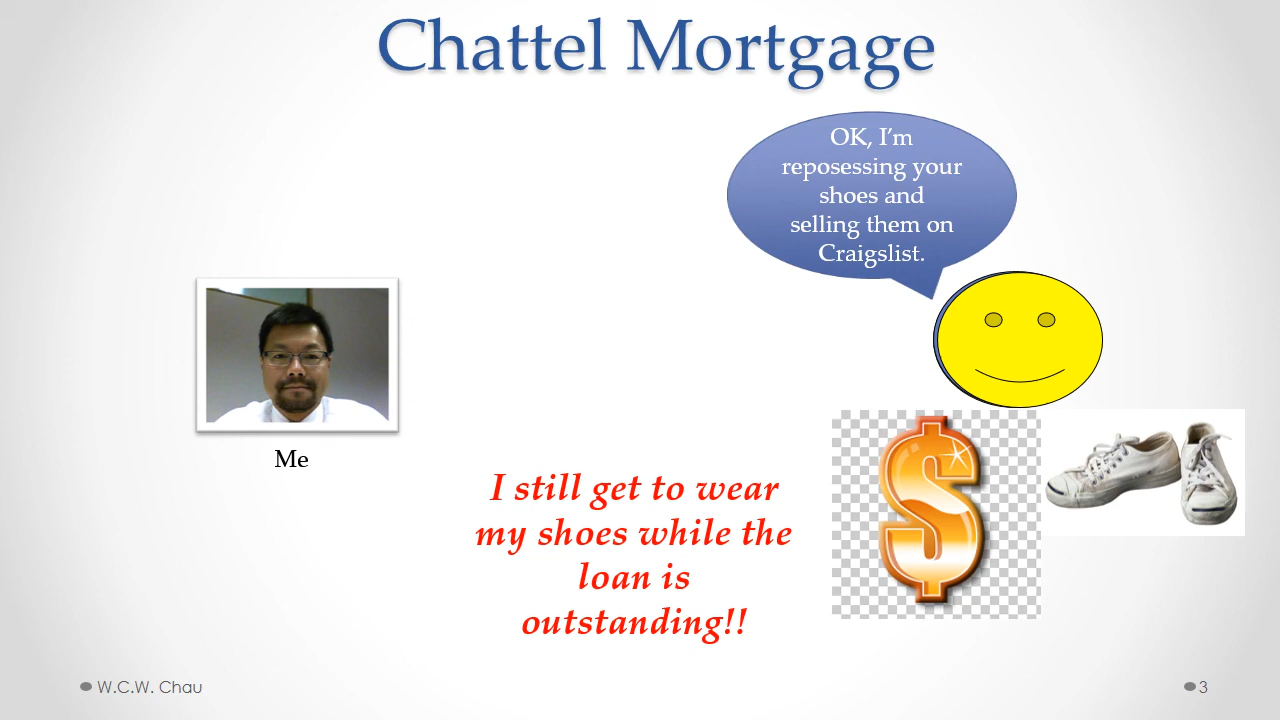 Chattel Mortgage
OK, I’m
reposessing your
shoes and
selling them on
Craigslist.
Me
I still get to wear
my shoes while the
loan is
outstanding!!
W.C.W. Chau
3